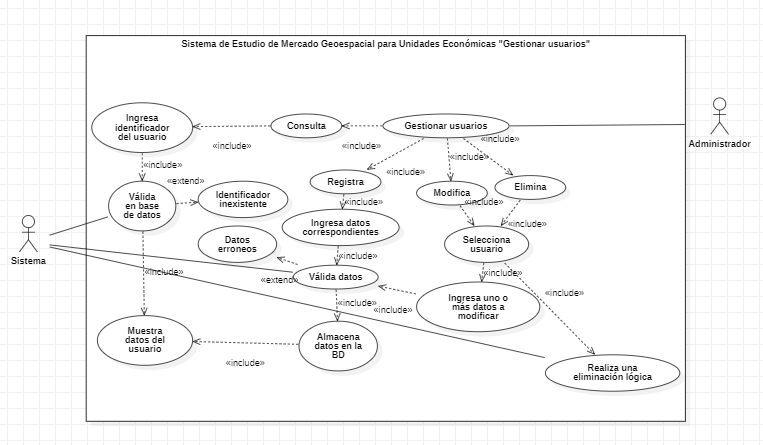 Sistema de Estudio de Mercado Geoespacial para Unidades Económicas "Gestionar usuarios"
Ingresa
identificador
del usuario
Consulta
Gestionar usuarios
Administrador
«include»
«include»
«include»
«include»
«include»
«include»
«extend»
Registra
Modifica
Elimina
Válida
en base
de datos
Identificador
inexistente
«include»
«include»
Ingresa datos
correspondientes
«include»
Sistema
Datos
erroneos
Selecciona
usuario
«include»
«include»
«include»
«extend»
Válida datos
«include»
«include»
«include»
Ingresa uno o
más datos a
modificar
Muestra
datos del
usuario
Almacena
datos en la
BD
«include»
Realiza una
eliminación lógica